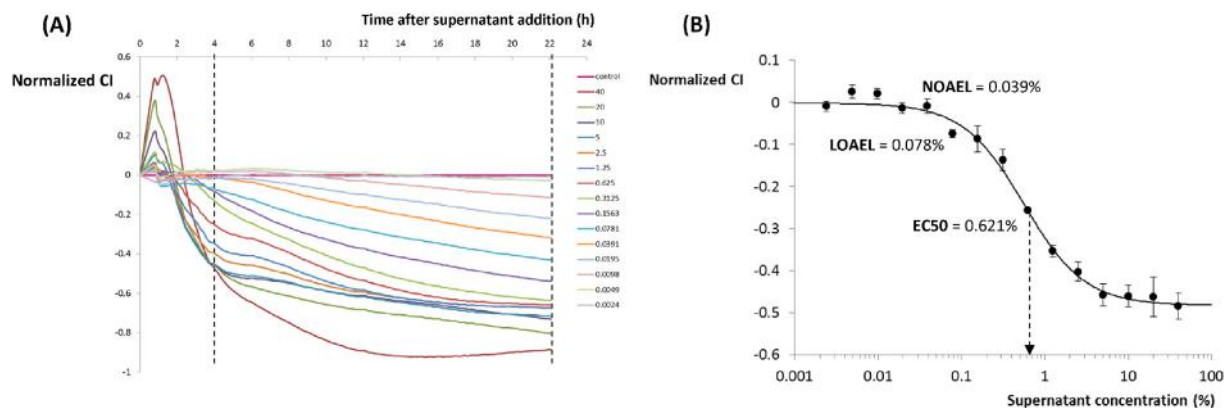 (A)
Time after supernatant addition (h)
0 2 4 6 8 10 12 14 16 18 20 22 24
Normalized CI
0.6
0.4
0.2
0
-0.2
-0.4
-0.6
-0.8
-1
control
40
20
10
5
2.5
1.25
0.625
0.3125
0.1563
0.0781
0.0391
0.0195
0.0098
0.0049
0.0024
(B)
Normalized CI
0.1
0
-0.1
-0.2
-0.3
-0.4
-0.5
-0.6
NOAEL = 0.039%
LOAEL = 0.078%
EC50 = 0.621%
0.001 0.01 0.1 1 10 100
Supernatant concentration (%)